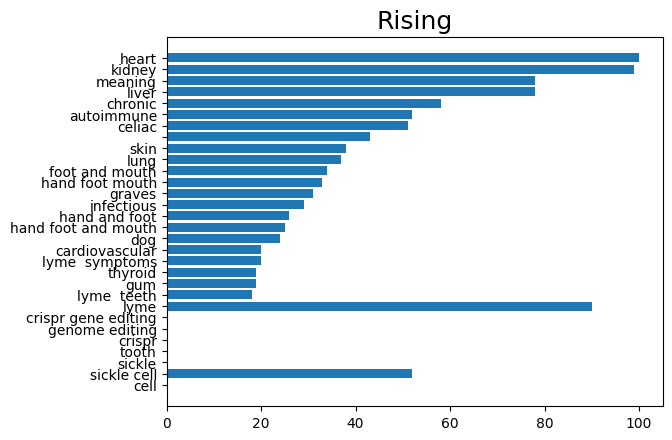 Rising
heart
kidney
meaning
liver
chronic
autoimmune
celiac
skin
lung
foot and mouth
hand foot mouth
graves
infectious
hand and foot
hand foot and mouth
dog
cardiovascular
lyme  symptoms
thyroid
gum
lyme  teeth
lyme
crispr gene editing
genome editing
crispr
tooth
sickle
sickle cell
cell
0 20 40 60 80 100